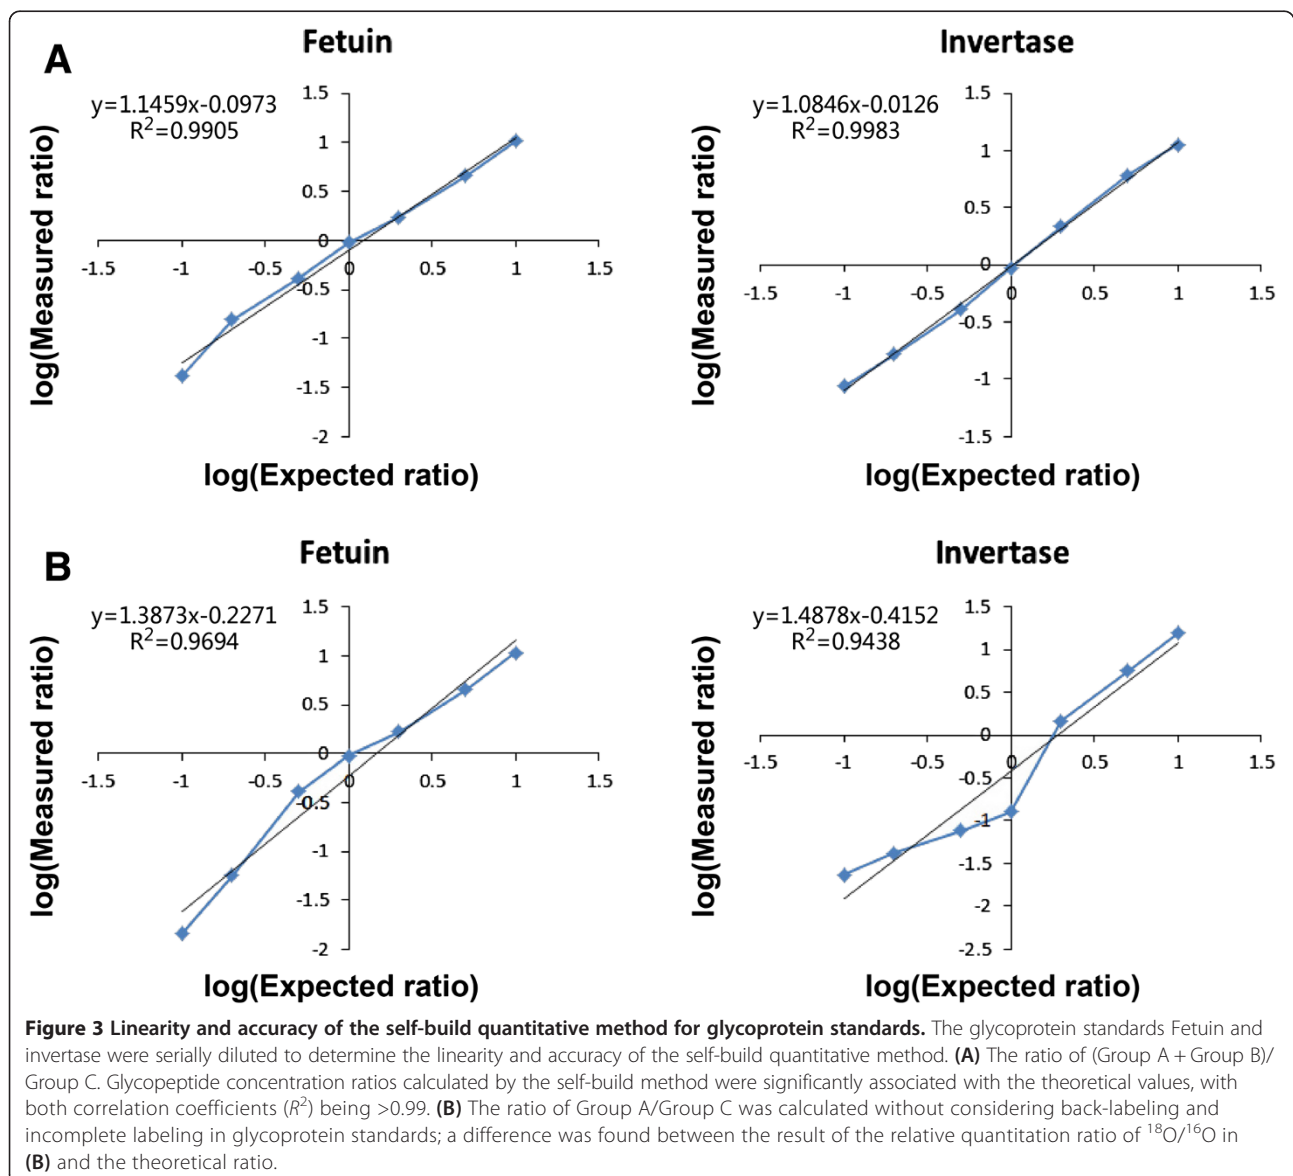 A
Fetuin
y=1.1459x-0.0973
R²=0.9905
log(Measured ratio)
1.5
1
0.5
0
-0.5
-1
-1.5
-2
-1.5 -1 -0.5 0 0.5 1 1.5
log(Expected ratio)
Invertase
y=1.0846x-0.0126
R²=0.9983
log(Measured ratio)
1.5
1
0.5
0
-0.5
-1
-1.5
-1.5 -1 -0.5 0 0.5 1 1.5
log(Expected ratio)
B
Fetuin
y=1.3873x-0.2271
R²=0.9694
log(Measured ratio)
1.5
1
0.5
0
-0.5
-1
-1.5
-2
-1.5 -1 -0.5 0 0.5 1 1.5
log(Expected ratio)
Invertase
y=1.4878x-0.4152
R²=0.9438
log(Measured ratio)
1.5
1
0.5
0
-0.5
-1
-1.5
-2
-2.5
-1.5 -1 -0.5 0 0.5 1 1.5
log(Expected ratio)
Figure 3 Linearity and accuracy of the self-build quantitative method for glycoprotein standards. The glycoprotein standards Fetuin and
invertase were serially diluted to determine the linearity and accuracy of the self-build quantitative method. (A) The ratio of (Group A + Group B)/
Group C. Glycopeptide concentration ratios calculated by the self-build method were significantly associated with the theoretical values, with
both correlation coefficients (R²) being >0.99. (B) The ratio of Group A/Group C was calculated without considering back-labeling and
incomplete labeling in glycoprotein standards; a difference was found between the result of the relative quantitation ratio of ¹⁸O/¹⁶O in
(B) and the theoretical ratio.